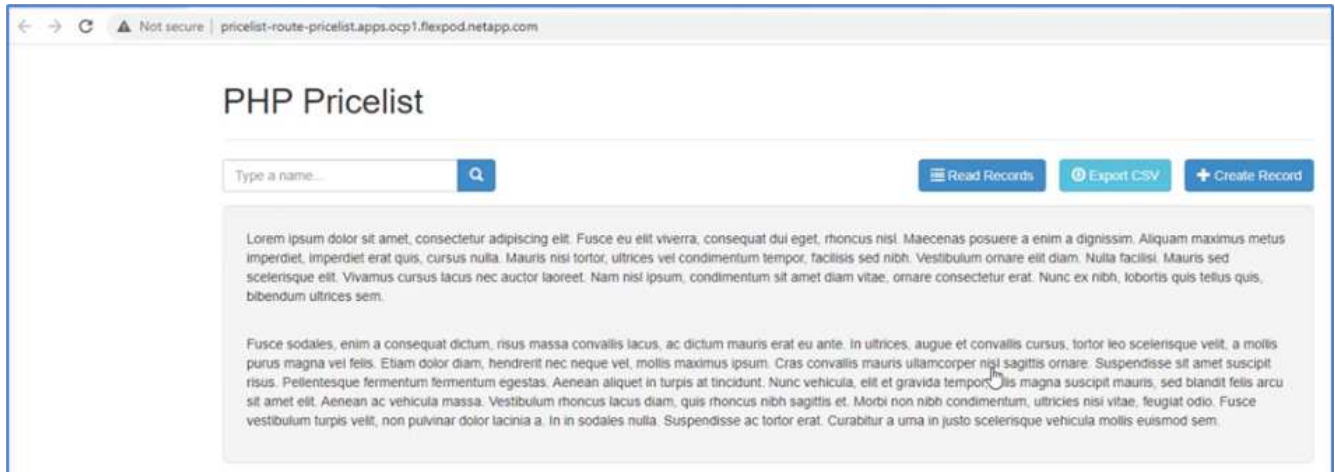 Not secure | pricelist-route-pricelist.apps.ocp1.flexpod.netapp.com
PHP Pricelist
Type a name...
Read Records
Export CSV
Create Record
Lorem ipsum dolor sit amet, consectetur adipiscing elit. Fusce eu elit viverra, consequat dui eget, rhoncus nisl. Maecenas posuere a enim a dignissim. Aliquam maximus metus
imperdiet, imperdiet erat quis, cursus nulla. Mauris nisi tortor, ultrices vel condimentum tempor, facilisis sed nibh. Vestibulum ornare elit diam. Nulla facilisi. Mauris sed
scelerisque elit. Vivamus cursus lacus nec auctor laoreet. Nam nisl ipsum, condimentum sit amet diam vitae, ornare consectetur erat. Nunc ex nibh, lobortis quis tellus quis,
bibendum ultrices sem.
Fusce sodales, enim a consequat dictum, risus massa convallis lacus, ac dictum mauris erat eu ante. In ultrices, augue et convallis cursus, tortor leo scelerisque velit, a mollis
purus magna vel felis. Etiam dolor diam, hendrerit nec neque vel, mollis maximus ipsum. Cras convallis mauris ullamcorper nisl sagittis ornare. Suspendisse sit amet suscipit
risus. Pellentesque fermentum fermentum egestas. Aenean aliquet in turpis at tincidunt. Nunc vehicula, elit et gravida magna suscipit mauris, sed blandit felis arcu
sit amet elit. Aenean ac vehicula massa. Vestibulum rhoncus lacus diam, quis rhoncus nibh sagittis et. Morbi non nibh condimentum, ultricies nisi vitae, feugiat odio. Fusce
vestibulum turpis velit, non pulvinar dolor lacinia a. In in sodales nulla. Suspendisse ac tortor erat. Curabitur a urna in justo scelerisque vehicula mollis euismod sem.